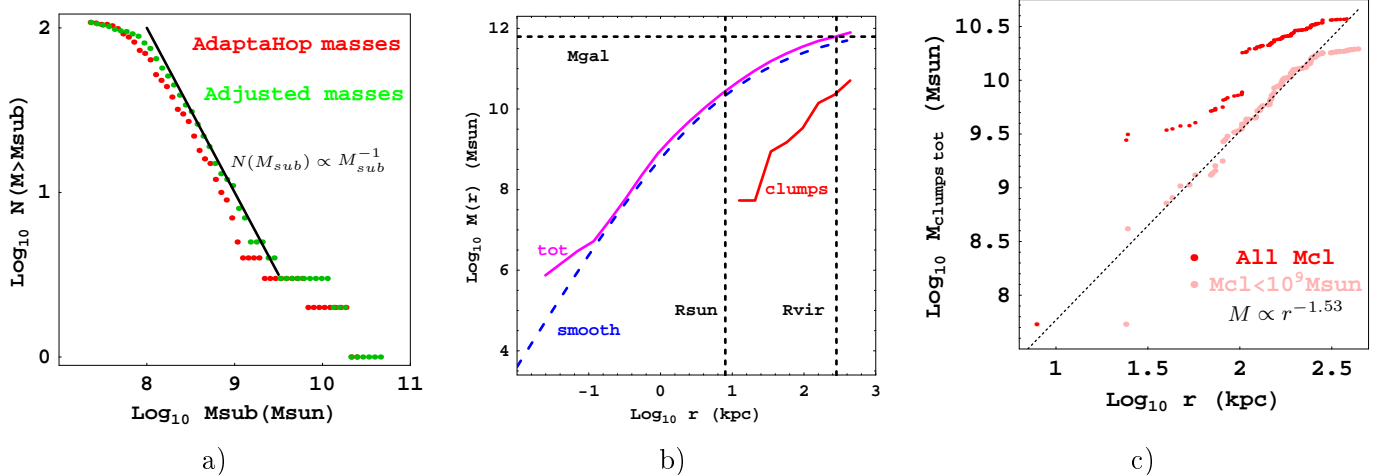 2
1
0
8
9
10
11
Log10 N(M>Msub)
Log10 Msub(Msun)
AdaptaHop masses
Adjusted masses
N(Msub) ∝ Msub^-1
a)
12
10
8
6
4
−1
0
1
2
3
Log10 M(r) (Msun)
Log10 r (kpc)
Mgal
clumps
tot
smooth
Rsun
Rvir
b)
10.5
10
9.5
9
8.5
8
1
1.5
2
2.5
Log10 Mclumps tot (Msun)
Log10 r (kpc)
All Mcl
Mcl<10^9Msun
M ∝ r^-1.53
c)